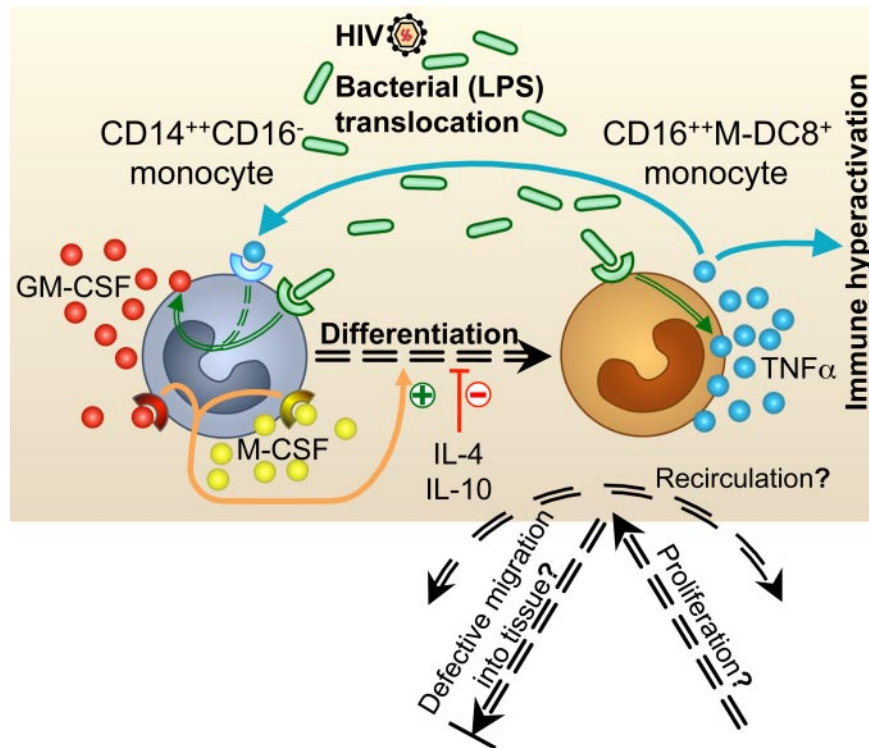 HIV
Bacterial (LPS)
translocation
CD14⁺⁺CD16⁻
monocyte
CD16⁺⁺M-DC8⁺
monocyte
Immune hyperactivation
GM-CSF
Differentiation
TNFα
M-CSF
+
−
IL-4
IL-10
Recirculation?
Defective migration
into tissue?
Proliferation?